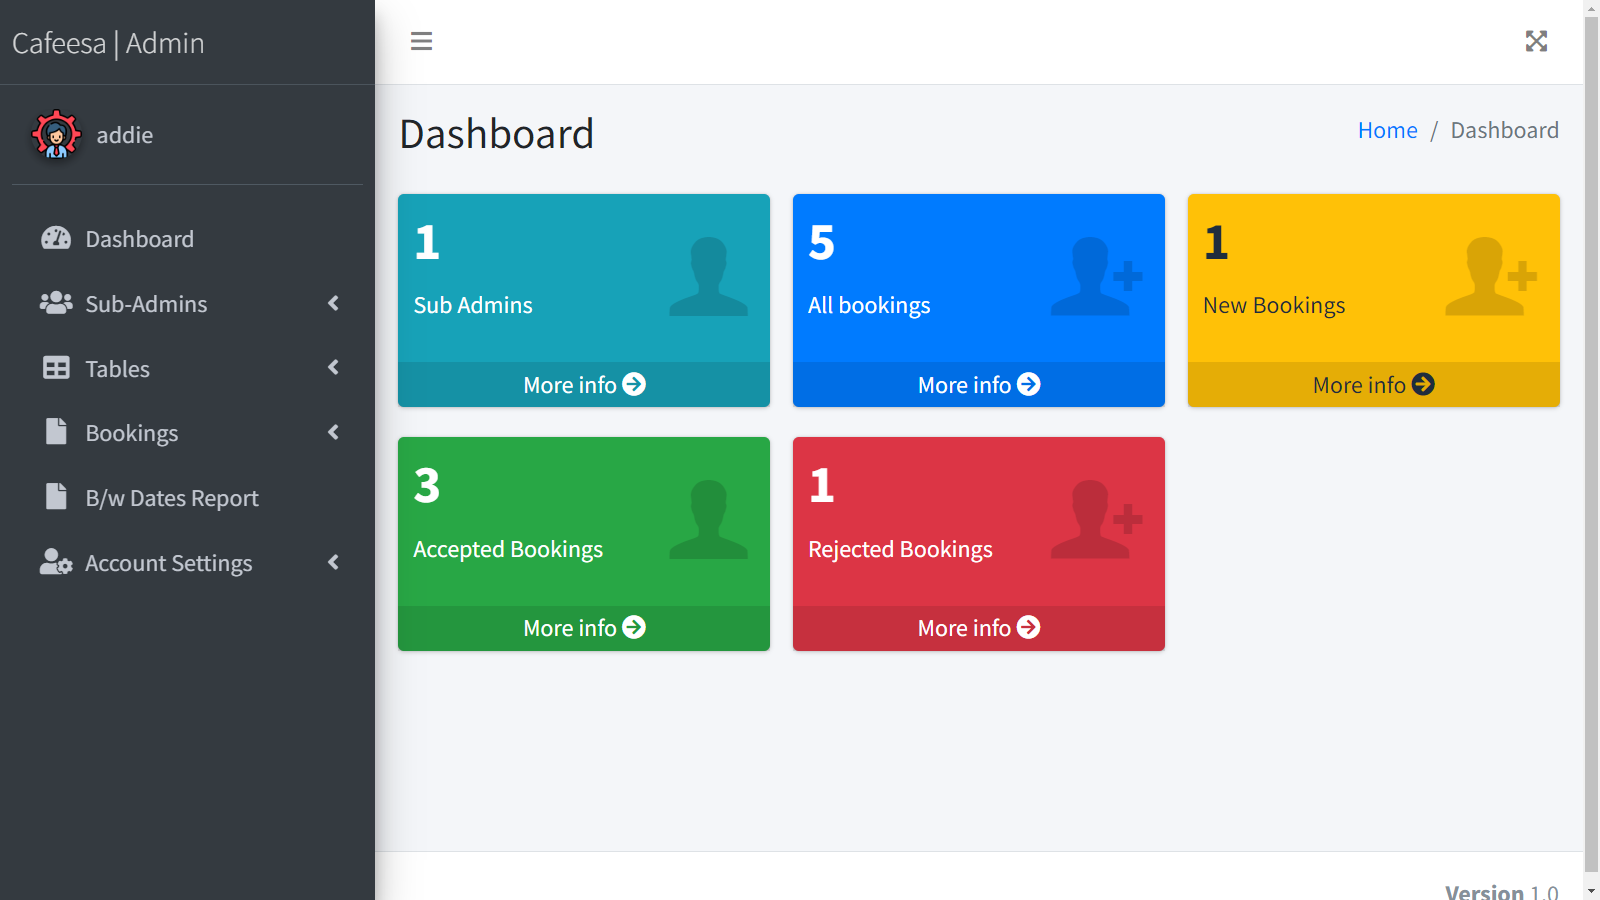 Cafeesa | Admin
addie
Dashboard
Sub-Admins
Tables
Bookings
B/w Dates Report
Account Settings
Dashboard
Home / Dashboard
1
Sub Admins
More info
5
All bookings
More info
1
New Bookings
More info
3
Accepted Bookings
More info
1
Rejected Bookings
More info
Version 1.0